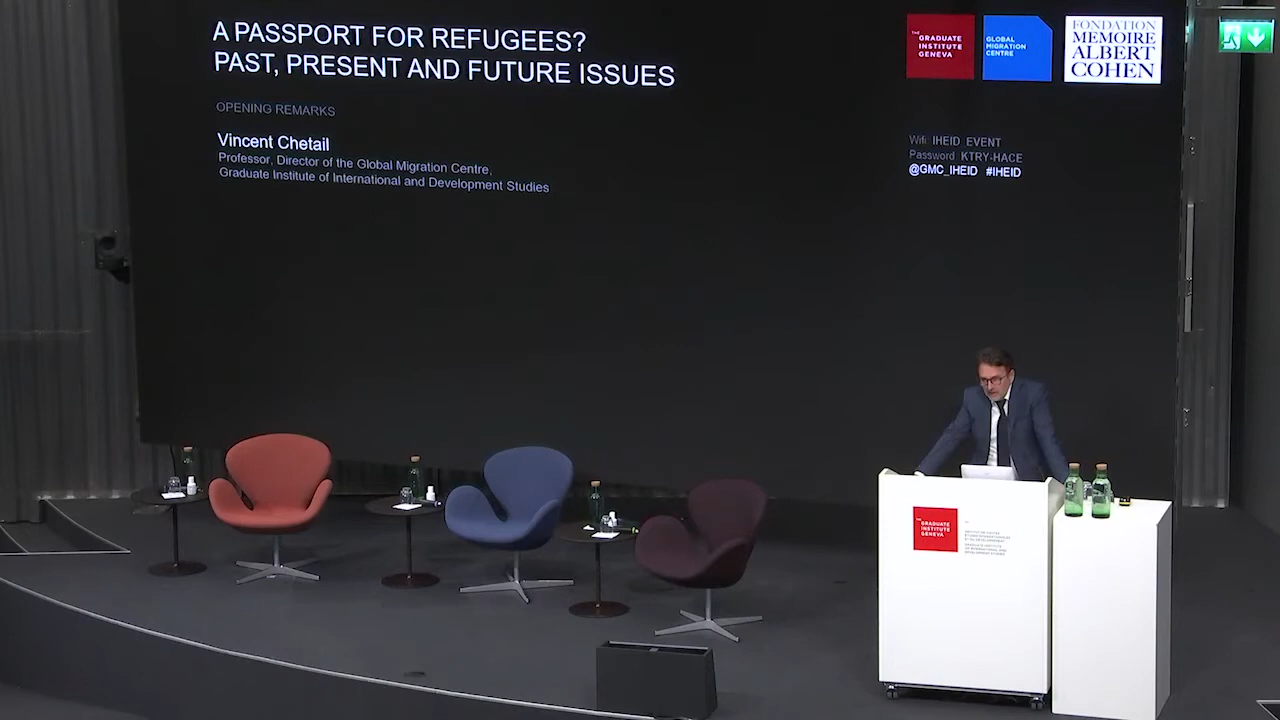 A PASSPORT FOR REFUGEES?
PAST, PRESENT AND FUTURE ISSUES
OPENING REMARKS
Vincent Chetail
Professor, Director of the Global Migration Centre,
Graduate Institute of International and Development Studies
THE
GRADUATE
INSTITUTE
GENEVA
GLOBAL
MIGRATION
CENTRE
FONDATION
MEMOIRE
ALBERT
COHEN
Wifi IHEID_EVENT
Password KTRY-HACE
@GMC_IHEID #IHEID
THE
GRADUATE
INSTITUTE
GENEVA